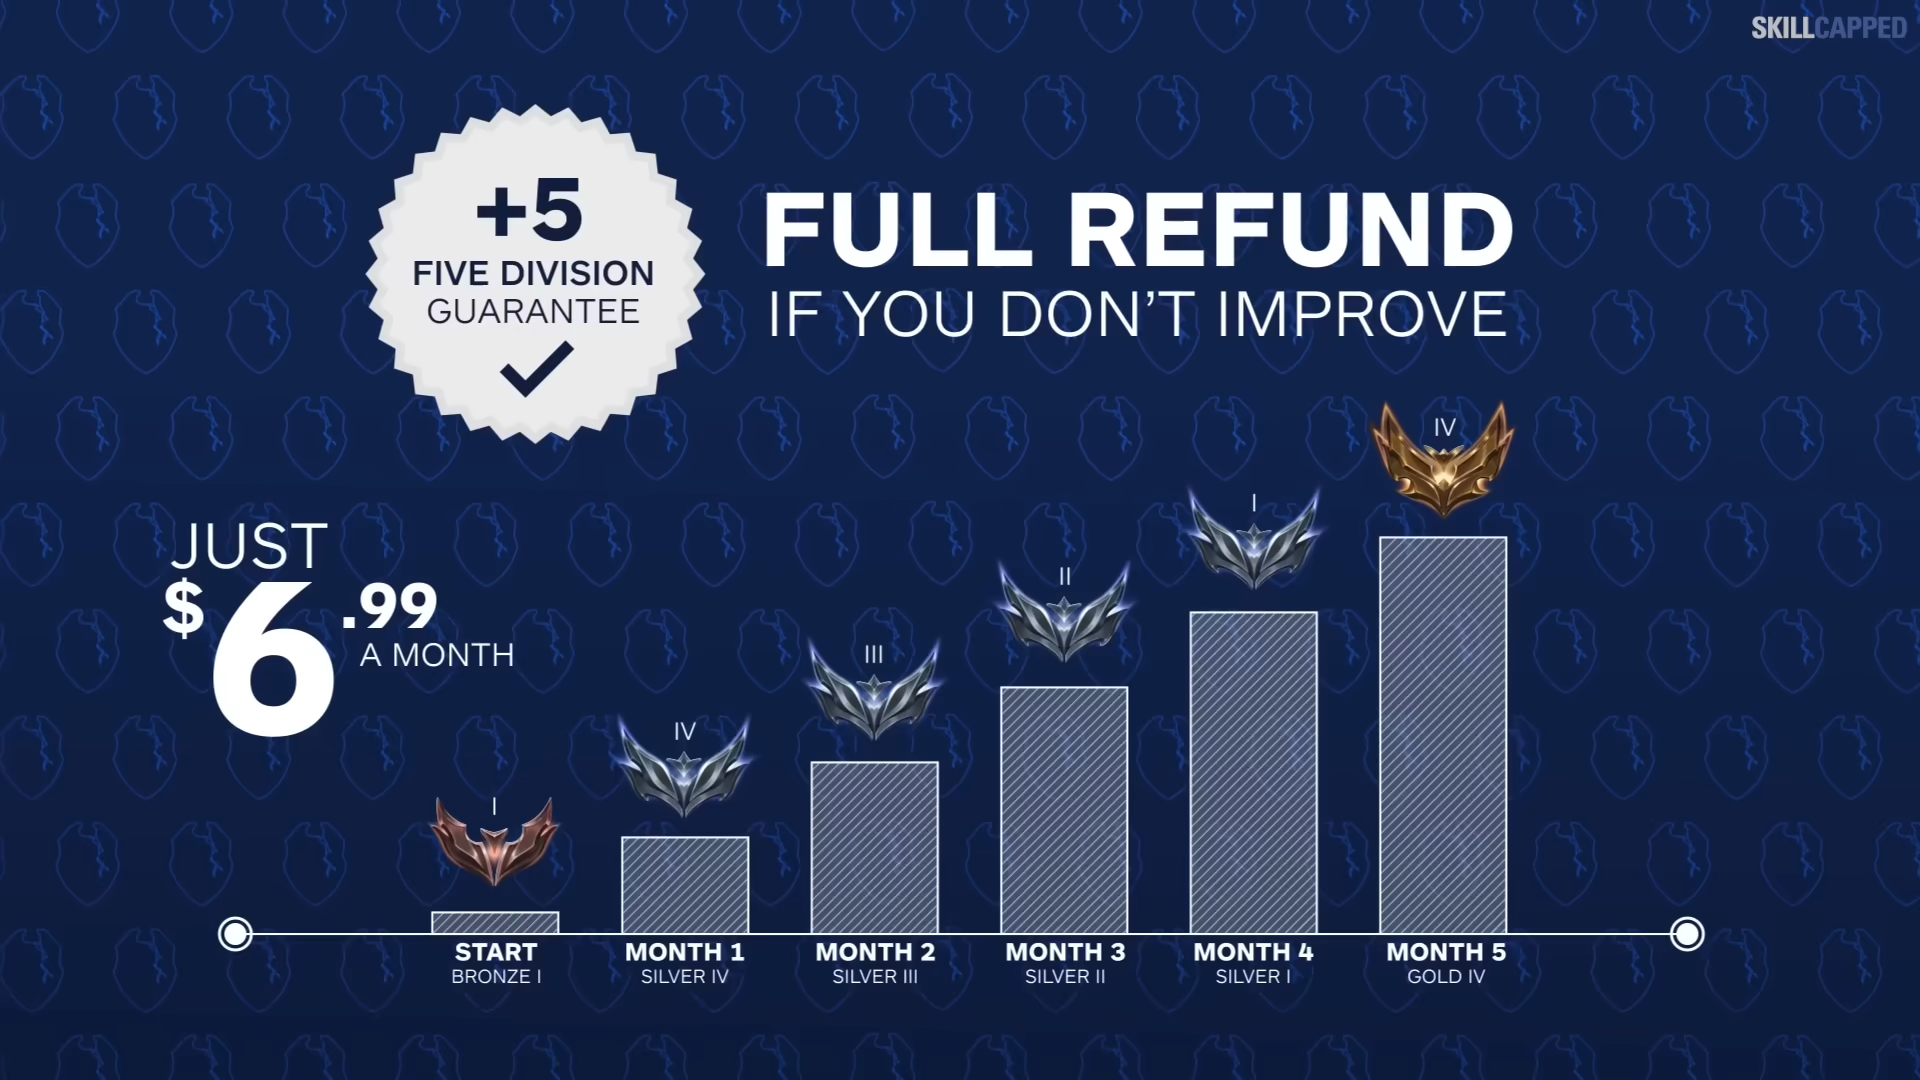 SKILLCAPPED
+5
FIVE DIVISION
GUARANTEE
FULL REFUND
IF YOU DON'T IMPROVE
JUST
$6.99
A MONTH
I
IV
III
II
I
IV
START
BRONZE I
MONTH 1
SILVER IV
MONTH 2
SILVER III
MONTH 3
SILVER II
MONTH 4
SILVER I
MONTH 5
GOLD IV